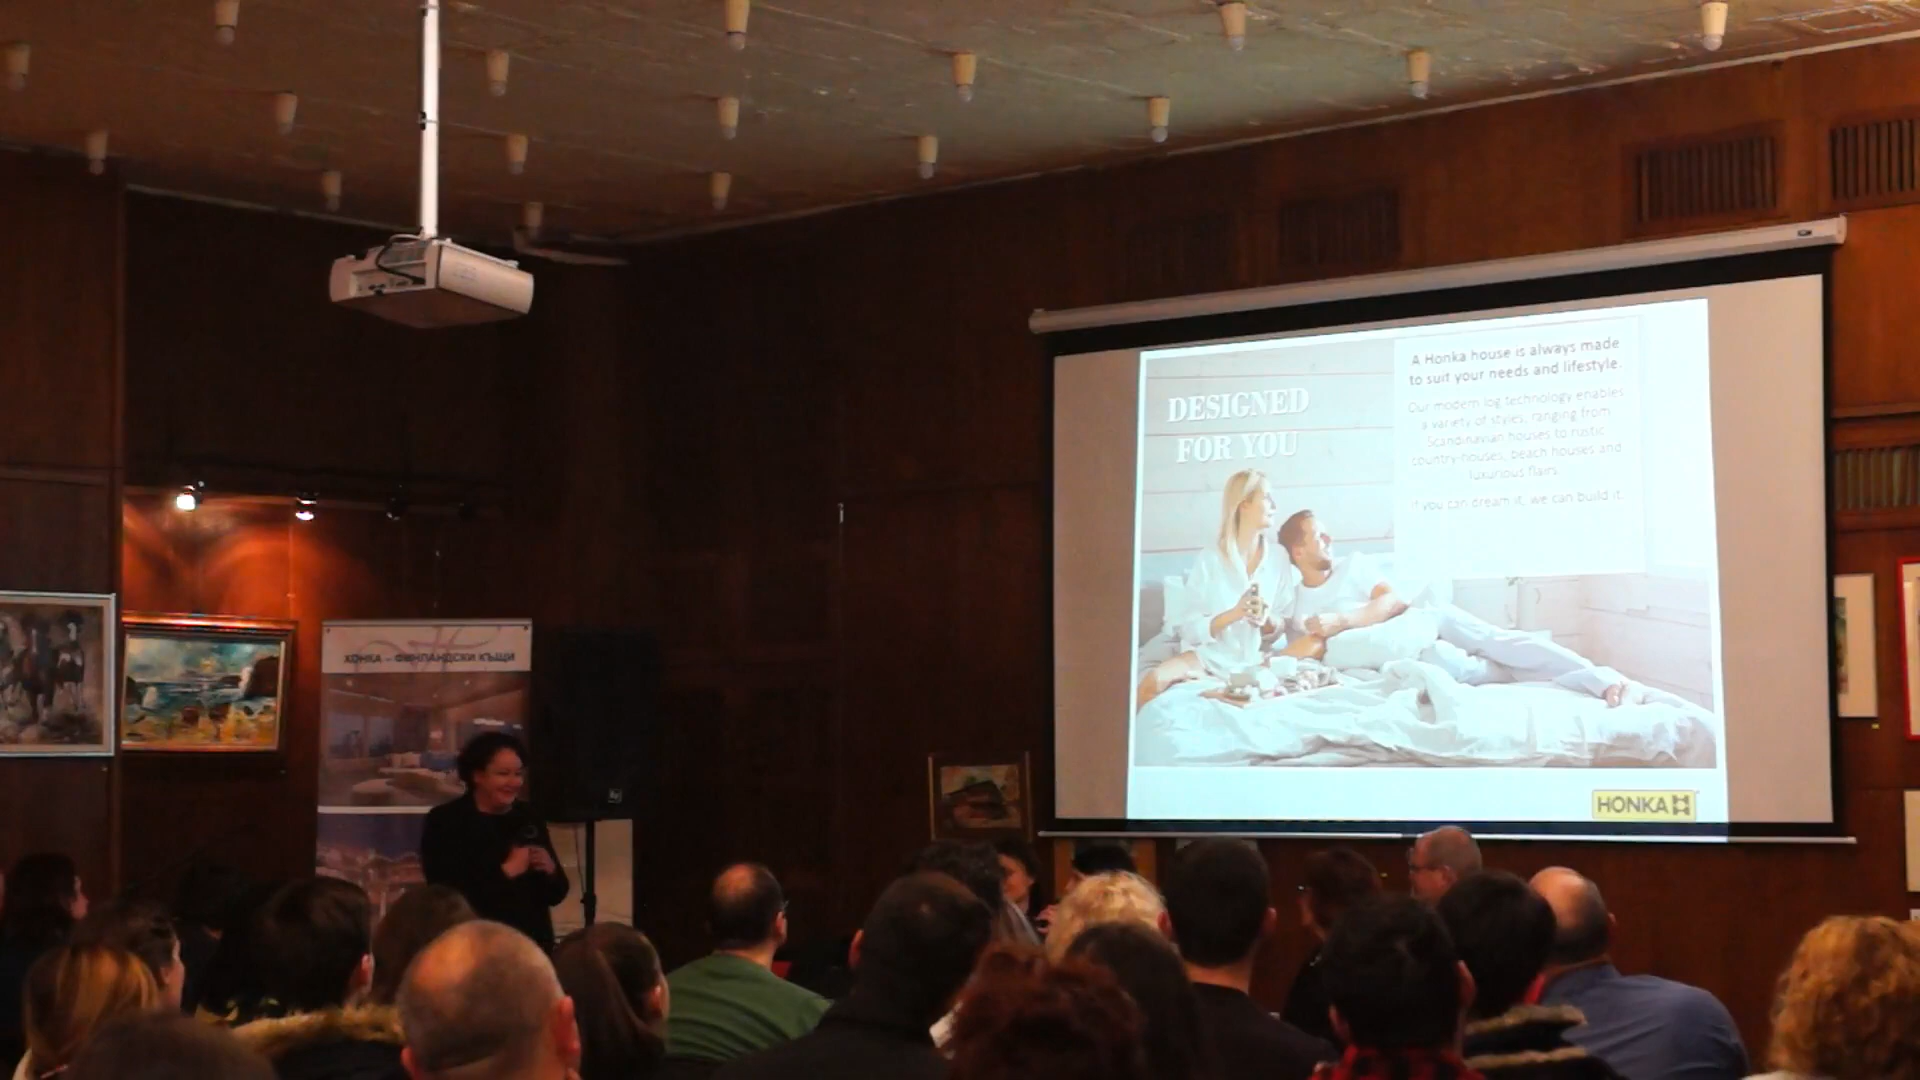 DESIGNED
FOR YOU
A Honka house is always made
to suit your needs and lifestyle.
Our modern log technology enables
a variety of styles, ranging from
Scandinavian houses to rustic
country-houses, beach houses and
luxurious flairs.
If you can dream it, we can build it.
HONKA
ХОНКА – ФИНЛАНДСКИ КЪЩИ